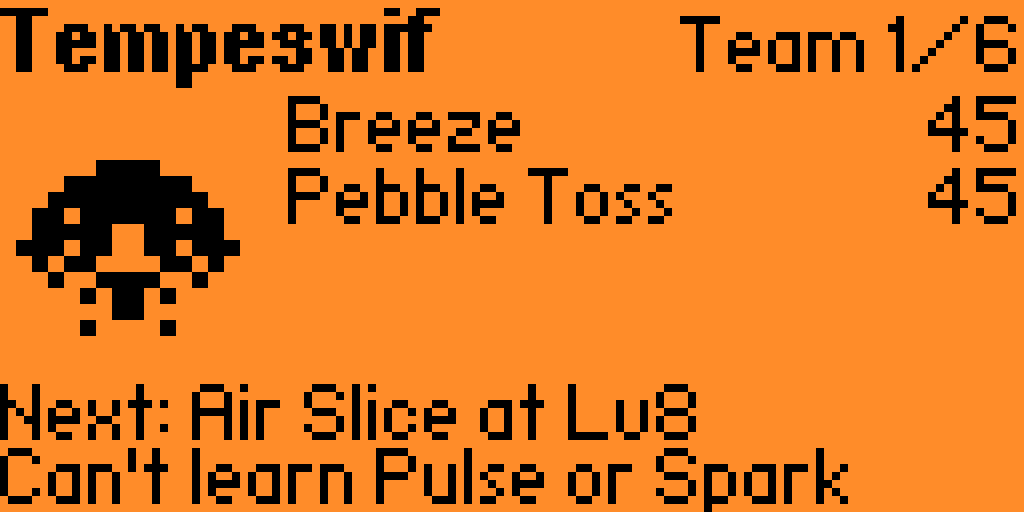 Tempeswif Team 1/6
Breeze 45
Pebble Toss 45
Next: Air Slice at Lv8
Can't learn Pulse or Spark